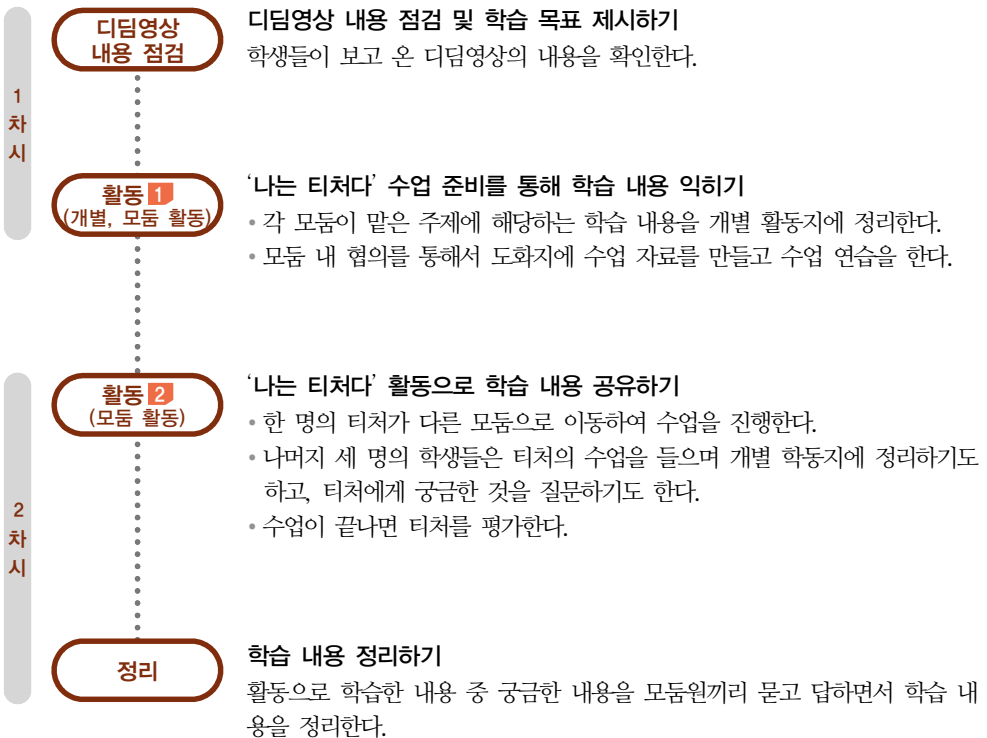 1
차
시
디딤영상
내용 점검
디딤영상 내용 점검 및 학습 목표 제시하기
학생들이 보고 온 디딤영상의 내용을 확인한다.
활동 1
(개별, 모둠 활동)
‘나는 티처다’ 수업 준비를 통해 학습 내용 익히기
• 각 모둠이 맡은 주제에 해당하는 학습 내용을 개별 활동지에 정리한다.
• 모둠 내 협의를 통해서 도화지에 수업 자료를 만들고 수업 연습을 한다.
2
차
시
활동 2
(모둠 활동)
‘나는 티처다’ 활동으로 학습 내용 공유하기
• 한 명의 티처가 다른 모둠으로 이동하여 수업을 진행한다.
• 나머지 세 명의 학생들은 티처의 수업을 들으며 개별 학동지에 정리하기도
하고, 티처에게 궁금한 것을 질문하기도 한다.
• 수업이 끝나면 티처를 평가한다.
정리
학습 내용 정리하기
활동으로 학습한 내용 중 궁금한 내용을 모둠원끼리 묻고 답하면서 학습 내
용을 정리한다.